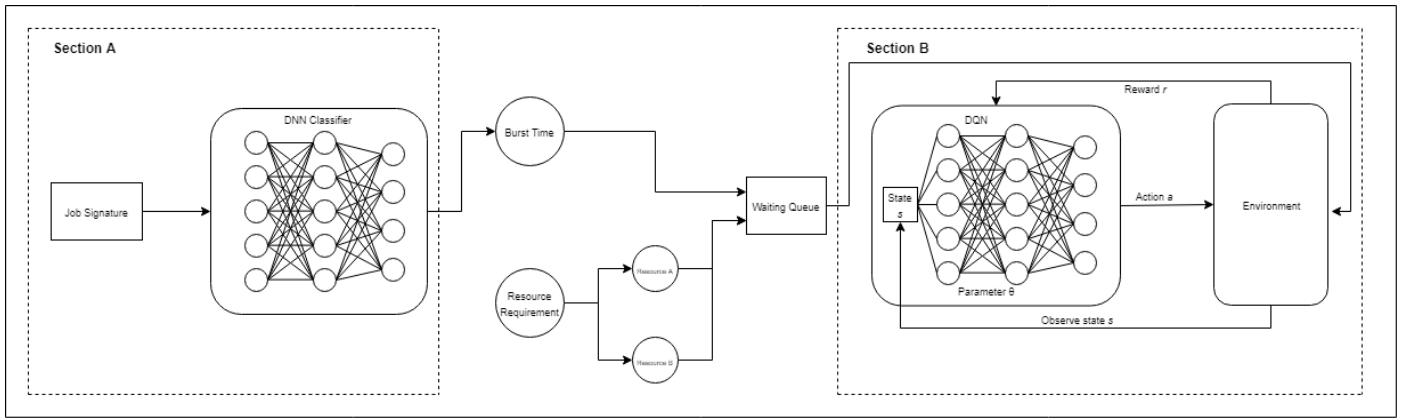 Section A
DNN Classifier
Job Signature
Burst Time
Resource
Requirement
Resource A
Resource B
Waiting Queue
Section B
Reward r
DQN
State
s
Parameter θ
Action a
Environment
Observe state s